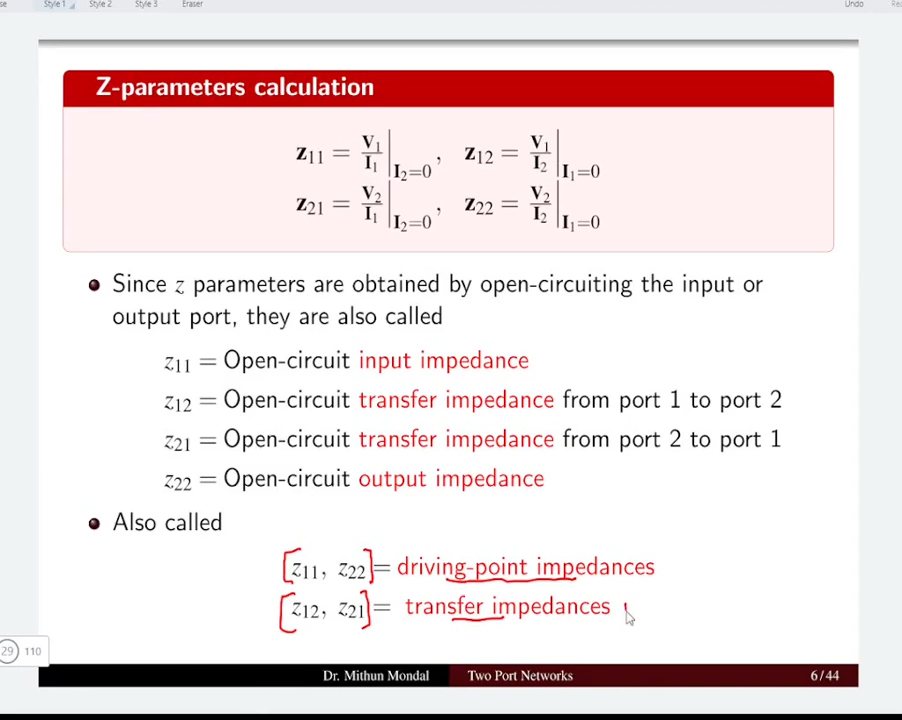 Style 1 Style 2 Style 3 Eraser Undo
Z-parameters calculation
z11 = V1/I1 |I2=0 , z12 = V1/I2 |I1=0
z21 = V2/I1 |I2=0 , z22 = V2/I2 |I1=0
Since z parameters are obtained by open-circuiting the input or
output port, they are also called
z11 = Open-circuit input impedance
z12 = Open-circuit transfer impedance from port 1 to port 2
z21 = Open-circuit transfer impedance from port 2 to port 1
z22 = Open-circuit output impedance
Also called
[z11, z22] = driving-point impedances
[z12, z21] = transfer impedances
29 110
Dr. Mithun Mondal Two Port Networks 6/44